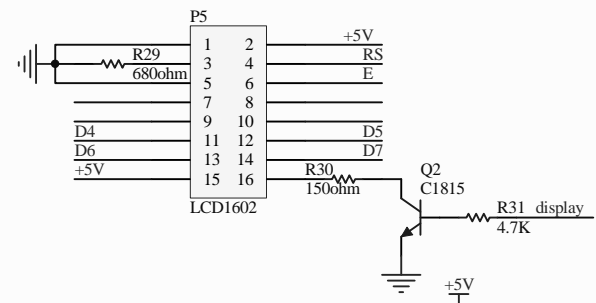 P5
1 2 +5V
R29 3 4 RS
680ohm 5 6 E
7 8
9 10
D4 11 12 D5
D6 13 14 D7
+5V 15 16 R30 Q2
150ohm C1815
LCD1602
R31 display
4.7K
+5V